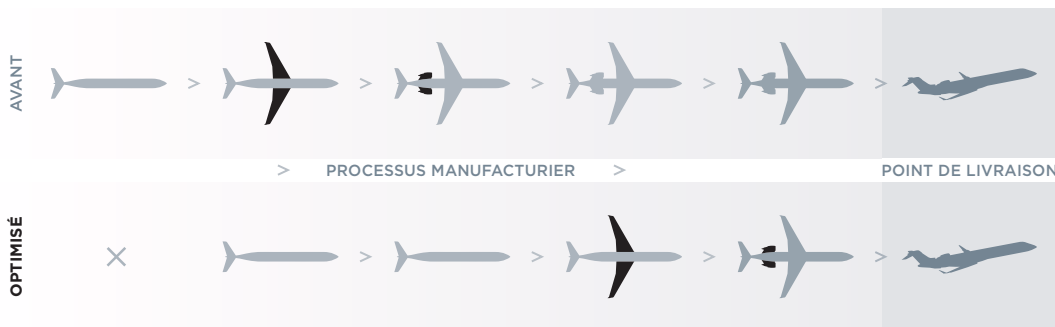 AVANT
> > > > >
> PROCESSUS MANUFACTURIER >
POINT DE LIVRAISON
OPTIMISÉ
> > > >